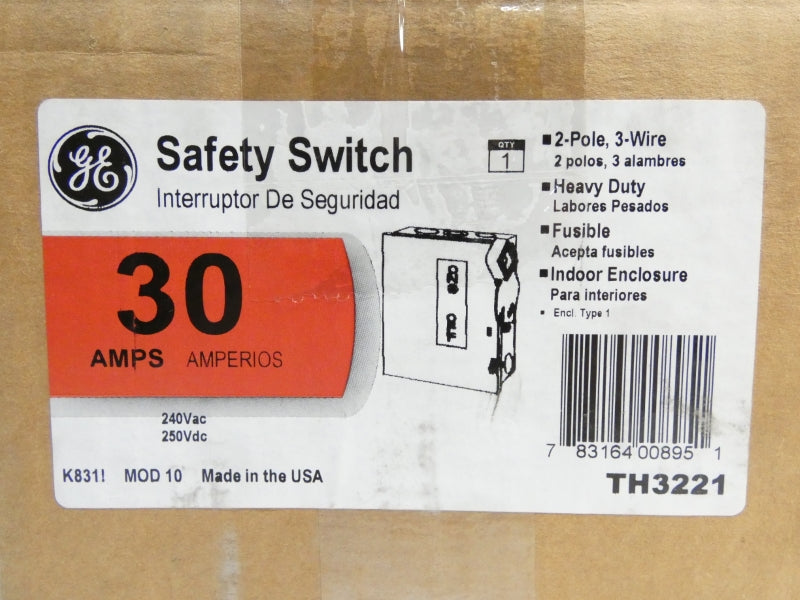 GE
Safety Switch
Interruptor De Seguridad
30
AMPS AMPERIOS
240Vac
250Vdc
K831! MOD 10 Made in the USA
QTY
1
ON
OFF
■ 2-Pole, 3-Wire
2 polos, 3 alambres
■ Heavy Duty
Labores Pesados
■ Fusible
Acepta fusibles
■ Indoor Enclosure
Para interiores
▪ Encl. Type 1
7 83164 00895 1
TH3221